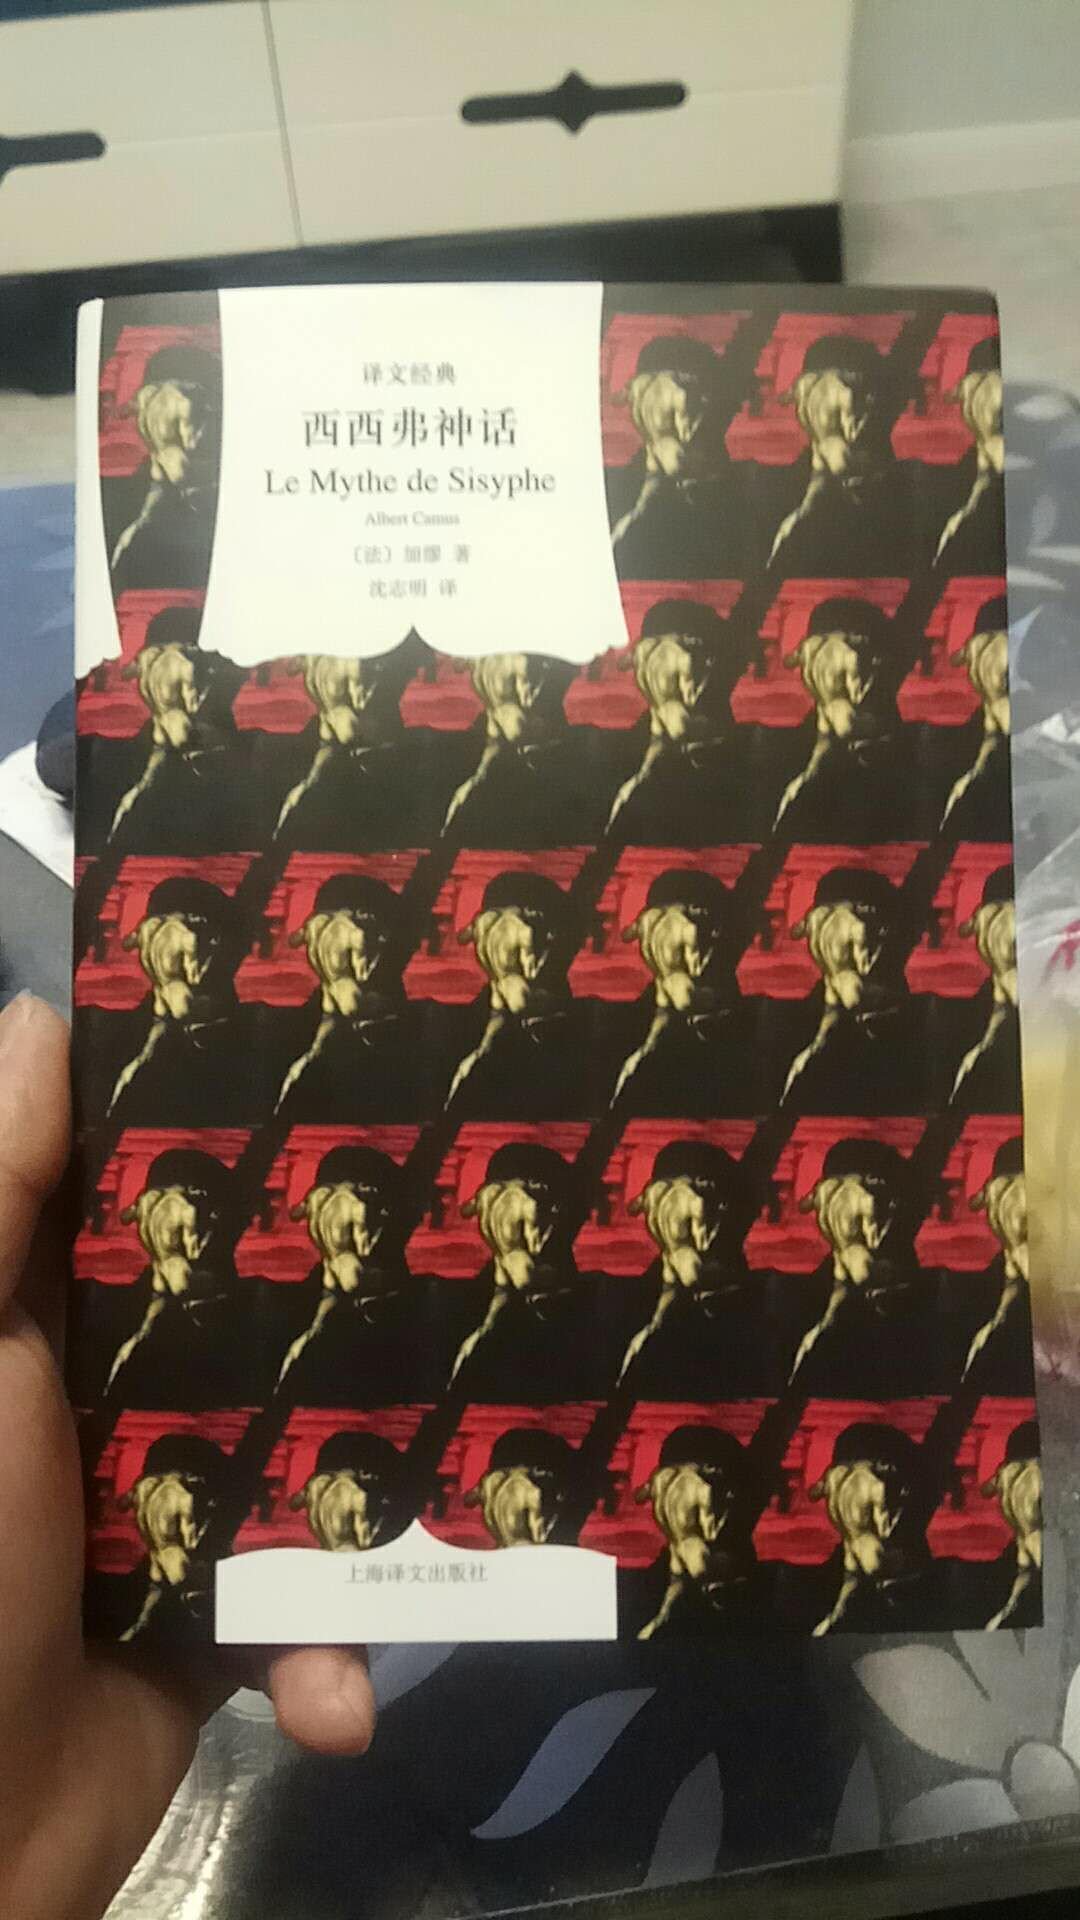 译文经典
西西弗神话
Le Mythe de Sisyphe
Albert Camus
〔法〕加缪 著
沈志明 译
上海译文出版社